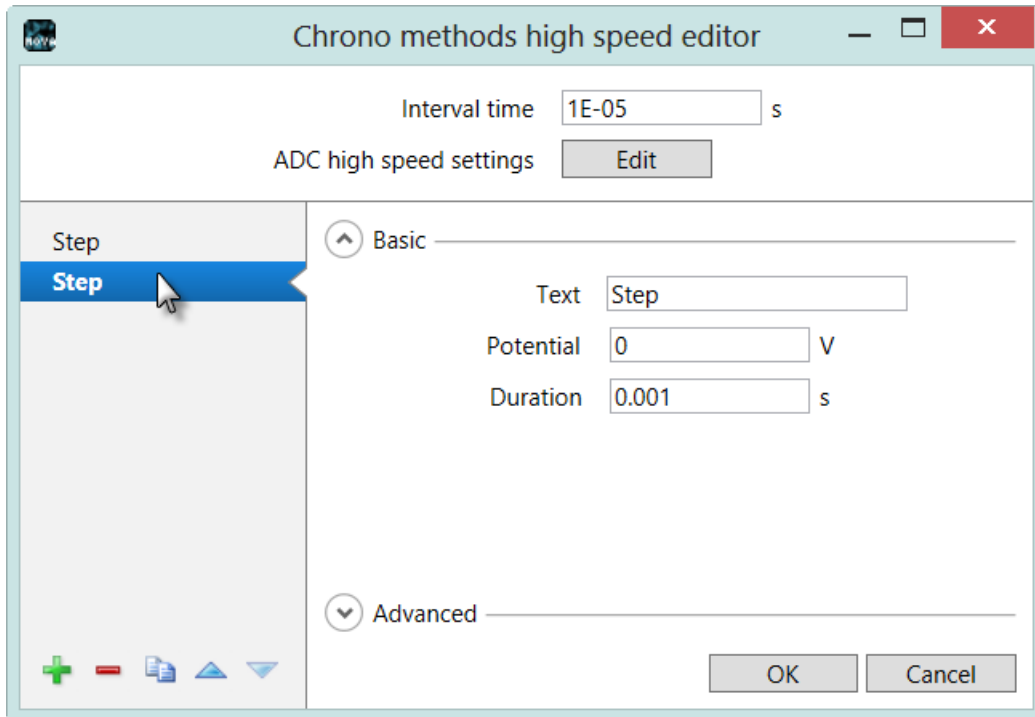 Chrono methods high speed editor
Interval time 1E-05 s
ADC high speed settings Edit
Step
Step
Basic
Text Step
Potential 0 V
Duration 0.001 s
Advanced
OK Cancel